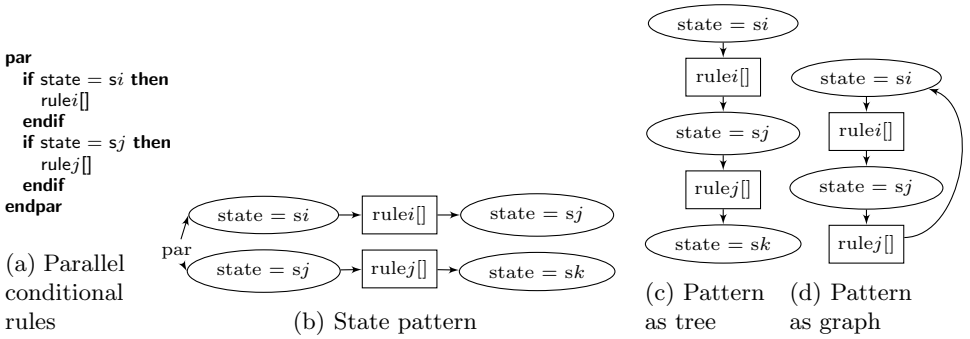 par
if state = si then
rulei[]
endif
if state = sj then
rulej[]
endif
endpar
(a) Parallel
conditional
rules
par
state = si
rulei[]
state = sj
state = sj
rulej[]
state = sk
(b) State pattern
state = si
rulei[]
state = sj
rulej[]
state = sk
(c) Pattern
as tree
state = si
rulei[]
state = sj
rulej[]
(d) Pattern
as graph